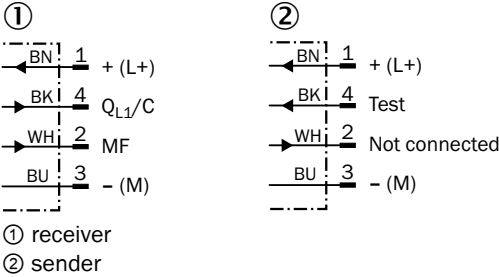 ① ②
BN 1 + (L+)
BK 4 QL1/C
WH 2 MF
BU 3 – (M)
BN 1 + (L+)
BK 4 Test
WH 2 Not connected
BU 3 – (M)
① receiver
② sender